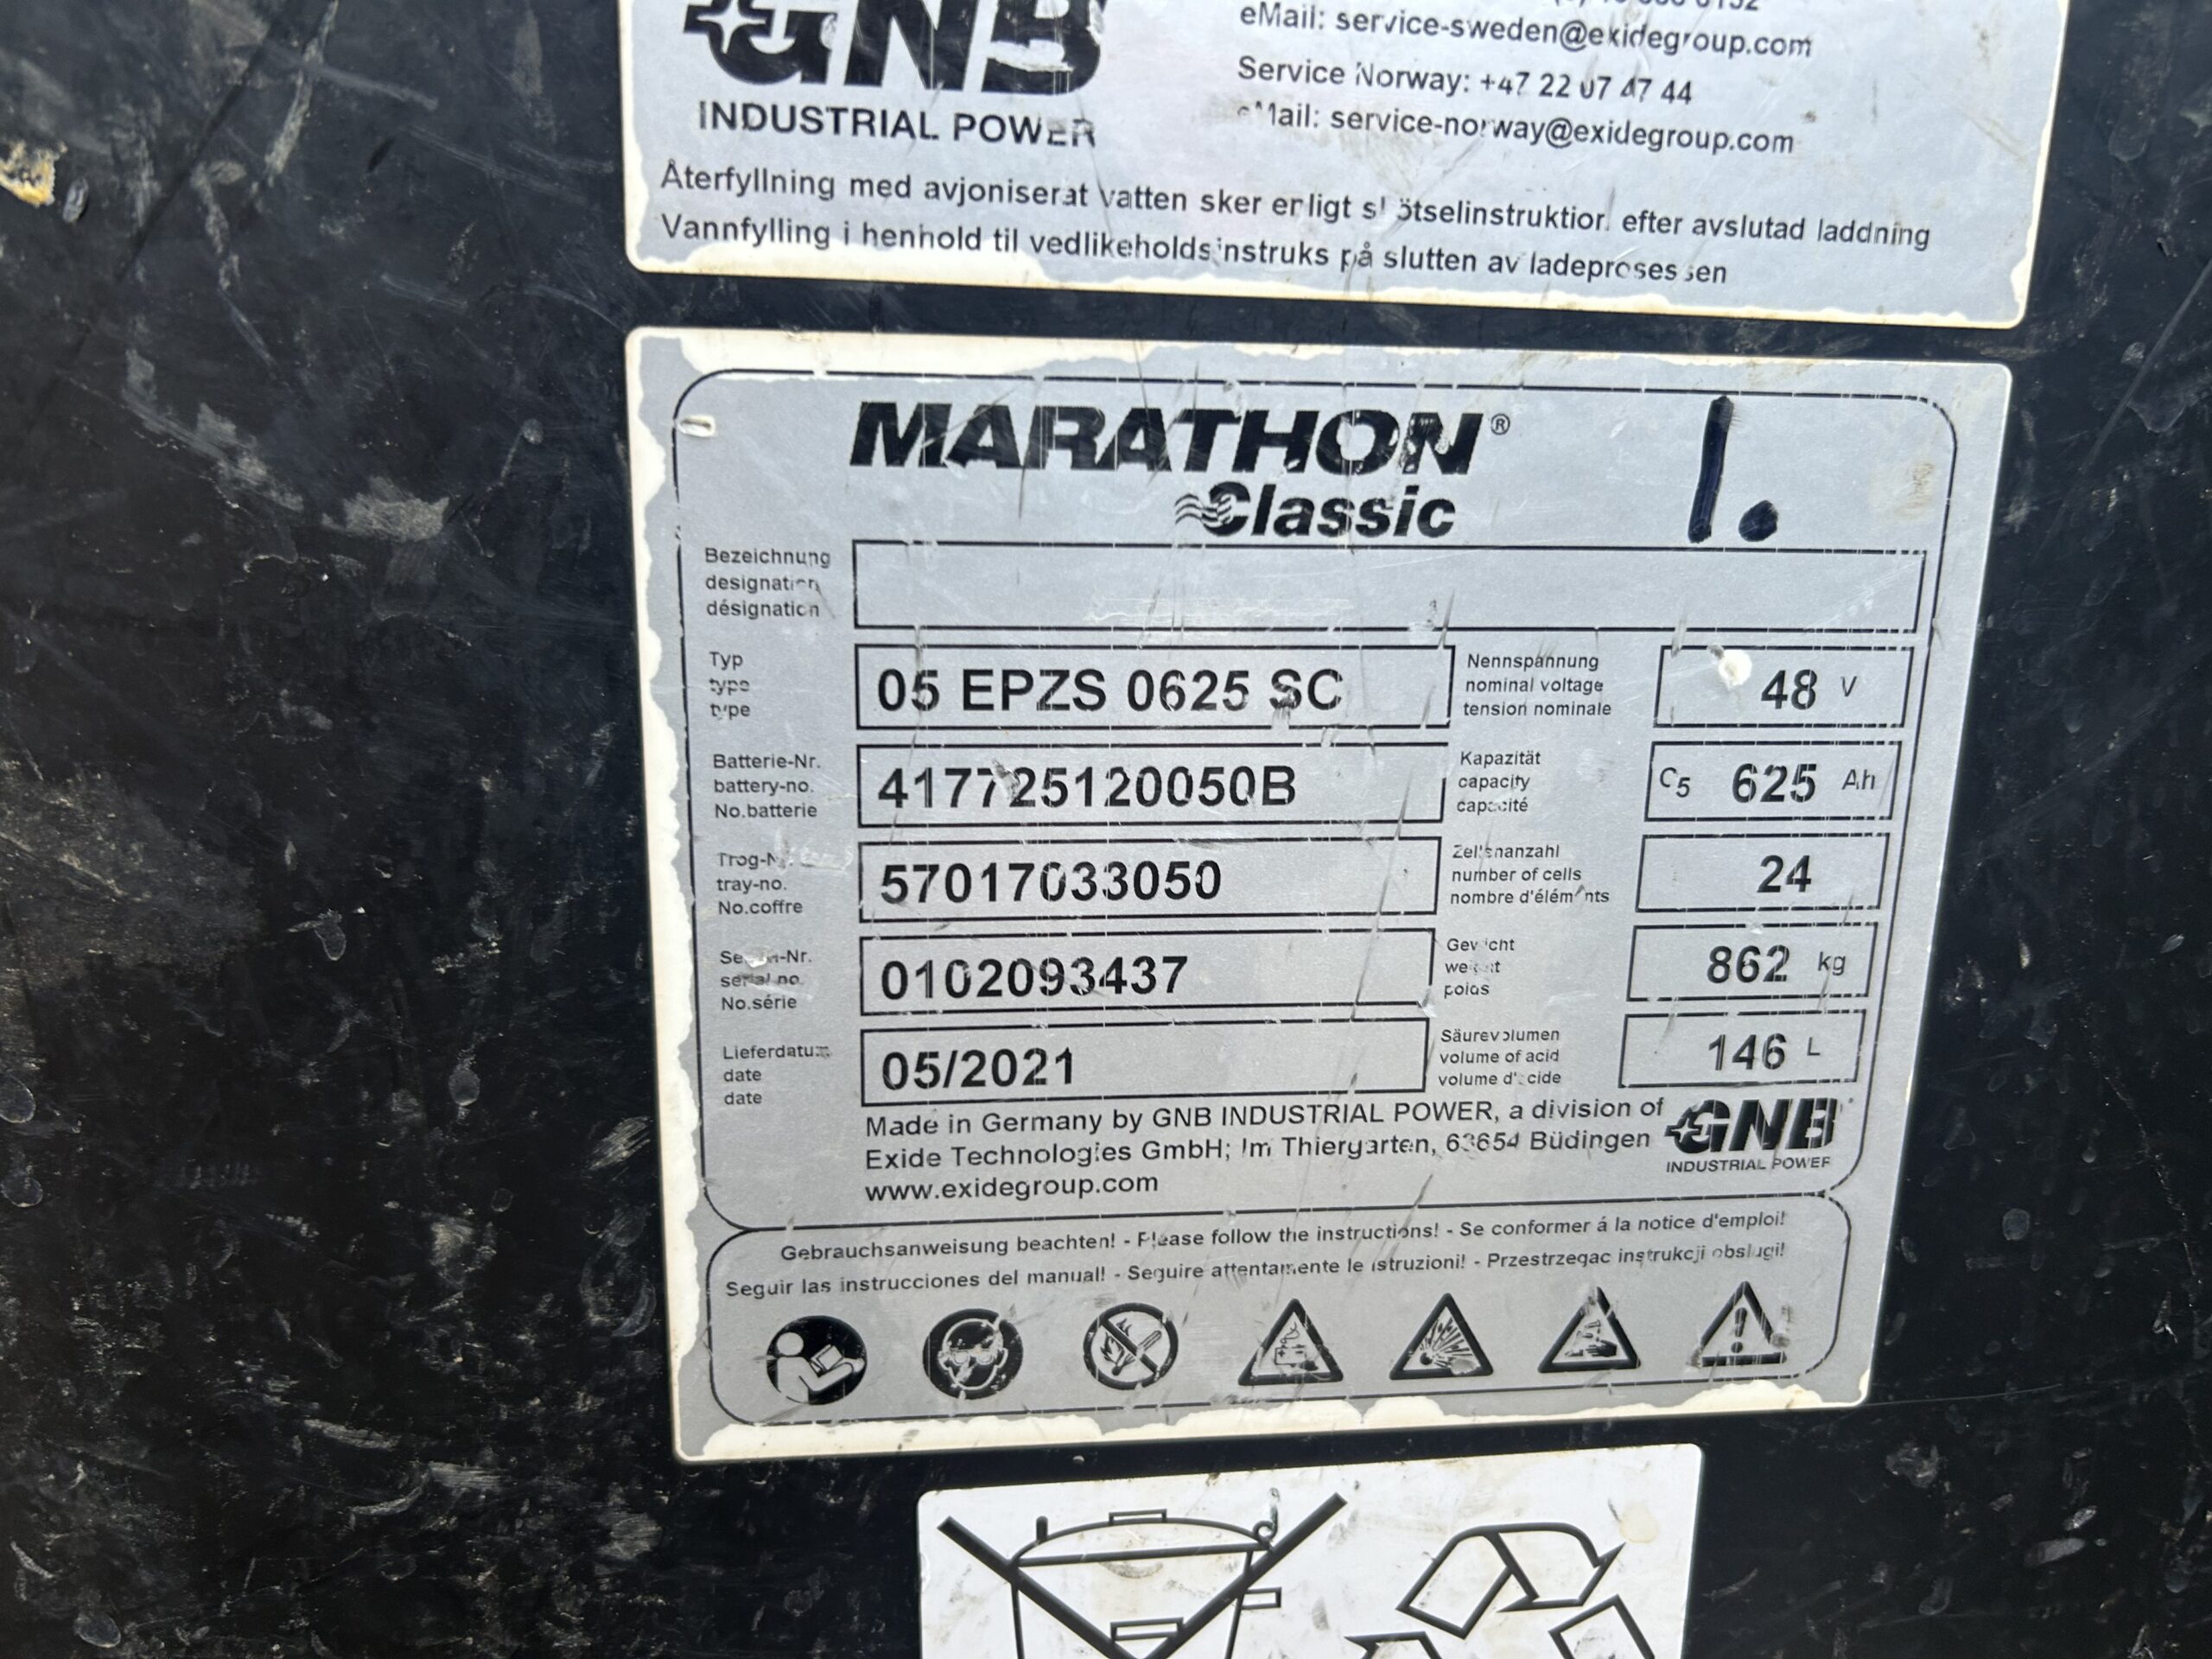 GNB
INDUSTRIAL POWER
eMail: service-sweden@exidegroup.com
Service Norway: +47 22 07 47 44
eMail: service-norway@exidegroup.com
Återfyllning med avjoniserat vatten sker enligt skötselinstruktion efter avslutad laddning
Vannfylling i henhold til vedlikeholdsinstruks på slutten av ladeprosessen
MARATHON®
Classic
1.
Bezeichnung
designation
désignation
Typ
type
type
05 EPZS 0625 SC
Nennspannung
nominal voltage
tension nominale
48 V
Batterie-Nr.
battery-no.
No.batterie
417725120050B
Kapazität
capacity
capacité
C5 625 Ah
Trog-Nr.
tray-no.
No.coffre
57017033050
Zellenanzahl
number of cells
nombre d'éléments
24
Serien-Nr.
serial no.
No.série
0102093437
Gewicht
weight
poids
862 kg
Lieferdatum
date
date
05/2021
Säurevolumen
volume of acid
volume d'acide
146 L
Made in Germany by GNB INDUSTRIAL POWER, a division of
Exide Technologies GmbH; Im Thiergarten, 63654 Büdingen
www.exidegroup.com
GNB
INDUSTRIAL POWER
Gebrauchsanweisung beachten! - Please follow the instructions! - Se conformer á la notice d'emploi!
Seguir las instrucciones del manual! - Seguire attentamente le istruzioni! - Przestrzegac instrukcji obslugi!